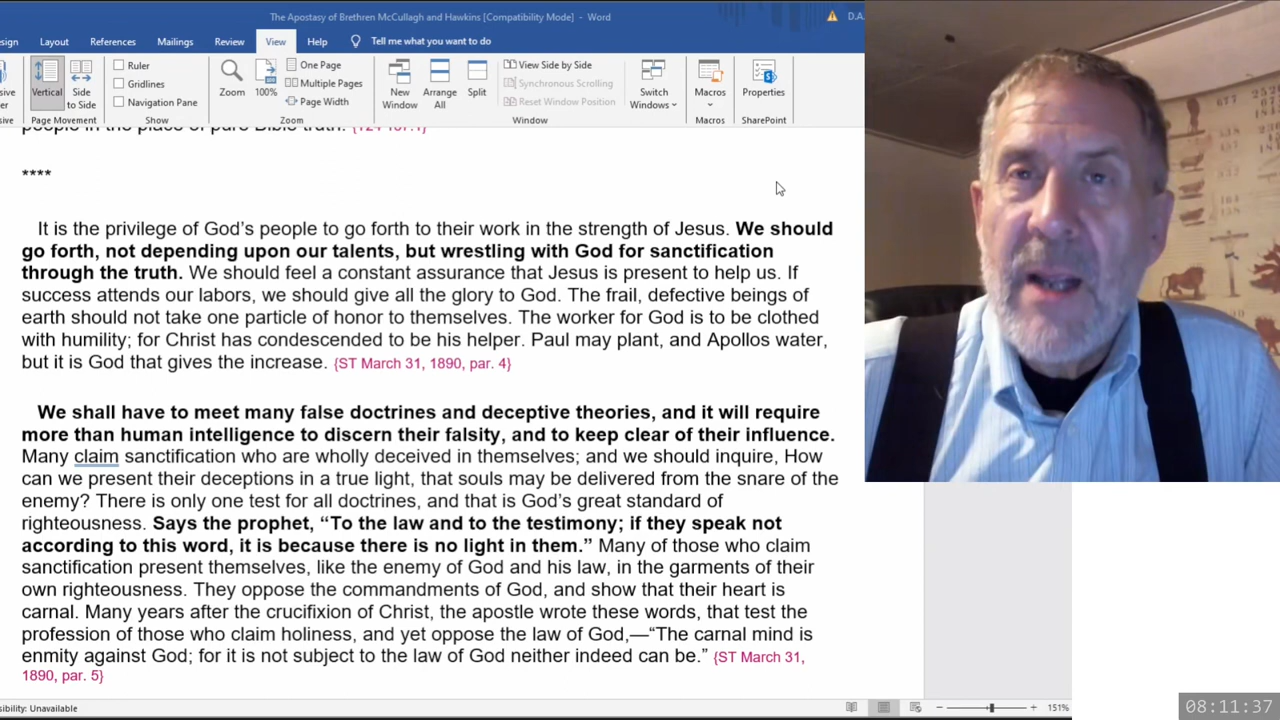 The Apostasy of Brethren McCullagh and Hawkins [Compatibility Mode] - Word
D.A.
sign Layout References Mailings Review View Help Tell me what you want to do
Vertical
Side to Side
Page Movement
Ruler
Gridlines
Navigation Pane
Show
Zoom
100%
One Page
Multiple Pages
Page Width
Zoom
New Window
Arrange All
Split
View Side by Side
Synchronous Scrolling
Reset Window Position
Window
Switch Windows
Macros
Macros
Properties
SharePoint
people in the place of pure Bible truth.
****
It is the privilege of God’s people to go forth to their work in the strength of Jesus. We should
go forth, not depending upon our talents, but wrestling with God for sanctification
through the truth. We should feel a constant assurance that Jesus is present to help us. If
success attends our labors, we should give all the glory to God. The frail, defective beings of
earth should not take one particle of honor to themselves. The worker for God is to be clothed
with humility; for Christ has condescended to be his helper. Paul may plant, and Apollos water,
but it is God that gives the increase. {ST March 31, 1890, par. 4}
We shall have to meet many false doctrines and deceptive theories, and it will require
more than human intelligence to discern their falsity, and to keep clear of their influence.
Many claim sanctification who are wholly deceived in themselves; and we should inquire, How
can we present their deceptions in a true light, that souls may be delivered from the snare of the
enemy? There is only one test for all doctrines, and that is God’s great standard of
righteousness. Says the prophet, “To the law and to the testimony; if they speak not
according to this word, it is because there is no light in them.” Many of those who claim
sanctification present themselves, like the enemy of God and his law, in the garments of their
own righteousness. They oppose the commandments of God, and show that their heart is
carnal. Many years after the crucifixion of Christ, the apostle wrote these words, that test the
profession of those who claim holiness, and yet oppose the law of God,—“The carnal mind is
enmity against God; for it is not subject to the law of God neither indeed can be.” {ST March 31,
1890, par. 5}
sibility: Unavailable
151%
08:11:37